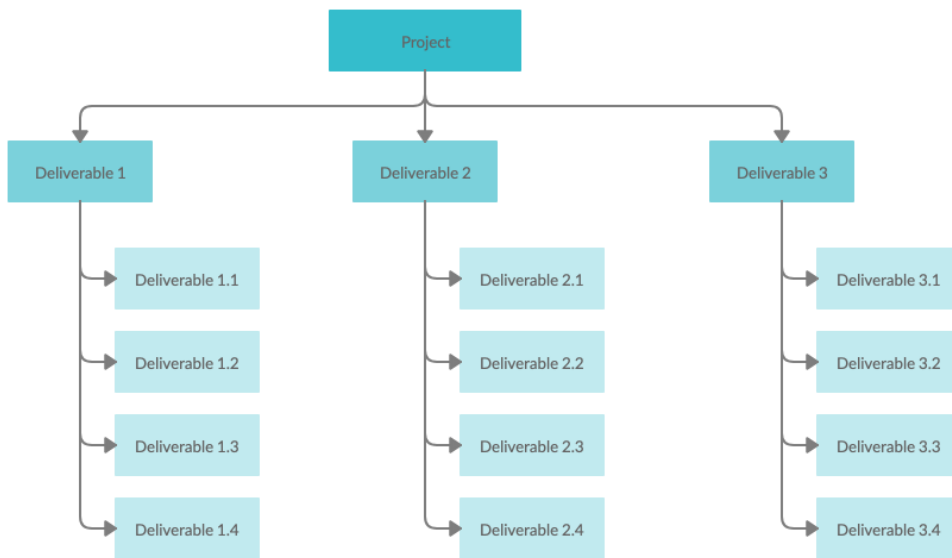 Project
Deliverable 1
Deliverable 2
Deliverable 3
Deliverable 1.1
Deliverable 2.1
Deliverable 3.1
Deliverable 1.2
Deliverable 2.2
Deliverable 3.2
Deliverable 1.3
Deliverable 2.3
Deliverable 3.3
Deliverable 1.4
Deliverable 2.4
Deliverable 3.4